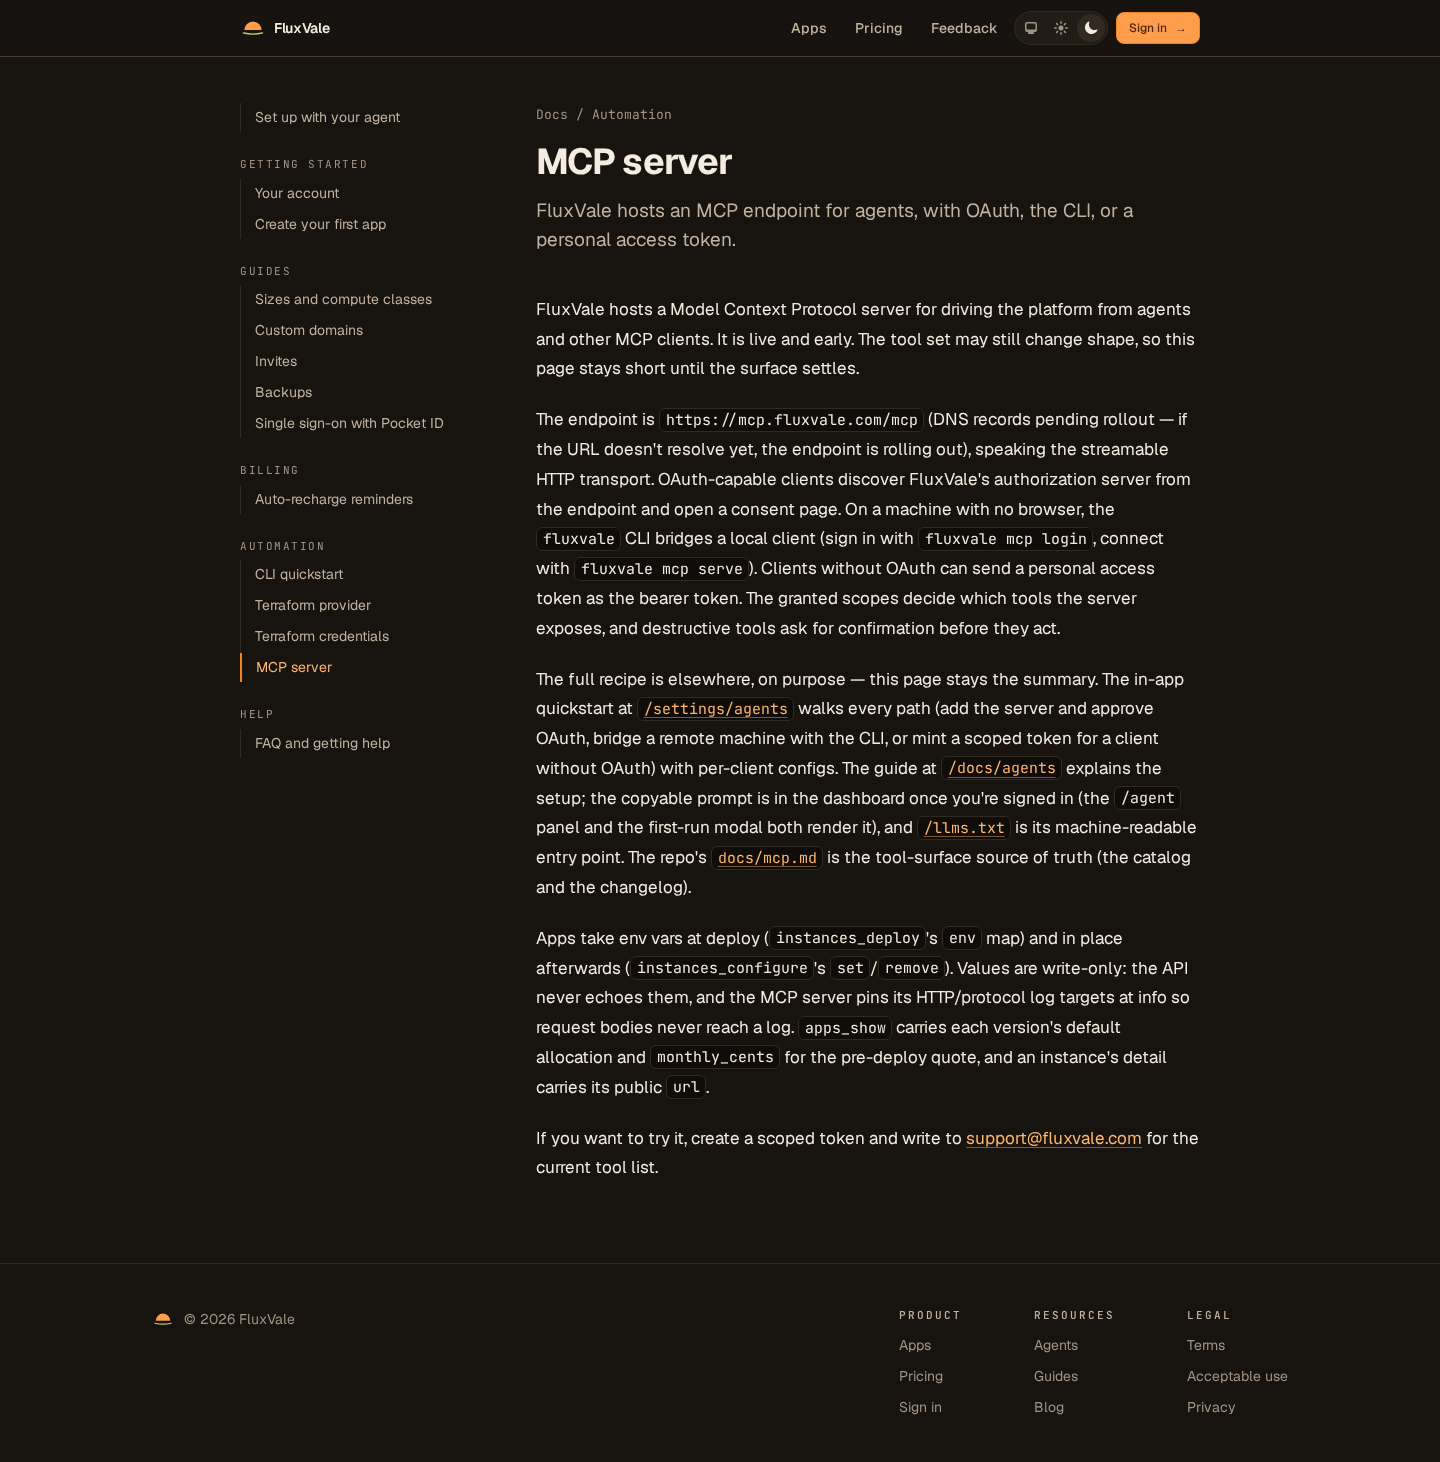 FluxVale
Apps
Pricing
Feedback
Sign in →
Set up with your agent
GETTING STARTED
Your account
Create your first app
GUIDES
Sizes and compute classes
Custom domains
Invites
Backups
Single sign-on with Pocket ID
BILLING
Auto-recharge reminders
AUTOMATION
CLI quickstart
Terraform provider
Terraform credentials
MCP server
HELP
FAQ and getting help
Docs / Automation
MCP server
FluxVale hosts an MCP endpoint for agents, with OAuth, the CLI, or a
personal access token.
FluxVale hosts a Model Context Protocol server for driving the platform from agents
and other MCP clients. It is live and early. The tool set may still change shape, so this
page stays short until the surface settles.
The endpoint is https://mcp.fluxvale.com/mcp (DNS records pending rollout — if
the URL doesn't resolve yet, the endpoint is rolling out), speaking the streamable
HTTP transport. OAuth-capable clients discover FluxVale's authorization server from
the endpoint and open a consent page. On a machine with no browser, the
fluxvale CLI bridges a local client (sign in with fluxvale mcp login, connect
with fluxvale mcp serve). Clients without OAuth can send a personal access
token as the bearer token. The granted scopes decide which tools the server
exposes, and destructive tools ask for confirmation before they act.
The full recipe is elsewhere, on purpose — this page stays the summary. The in-app
quickstart at /settings/agents walks every path (add the server and approve
OAuth, bridge a remote machine with the CLI, or mint a scoped token for a client
without OAuth) with per-client configs. The guide at /docs/agents explains the
setup; the copyable prompt is in the dashboard once you're signed in (the /agent
panel and the first-run modal both render it), and /llms.txt is its machine-readable
entry point. The repo's docs/mcp.md is the tool-surface source of truth (the catalog
and the changelog).
Apps take env vars at deploy (instances_deploy's env map) and in place
afterwards (instances_configure's set/remove). Values are write-only: the API
never echoes them, and the MCP server pins its HTTP/protocol log targets at info so
request bodies never reach a log. apps_show carries each version's default
allocation and monthly_cents for the pre-deploy quote, and an instance's detail
carries its public url.
If you want to try it, create a scoped token and write to support@fluxvale.com for the
current tool list.
© 2026 FluxVale
PRODUCT
Apps
Pricing
Sign in
RESOURCES
Agents
Guides
Blog
LEGAL
Terms
Acceptable use
Privacy